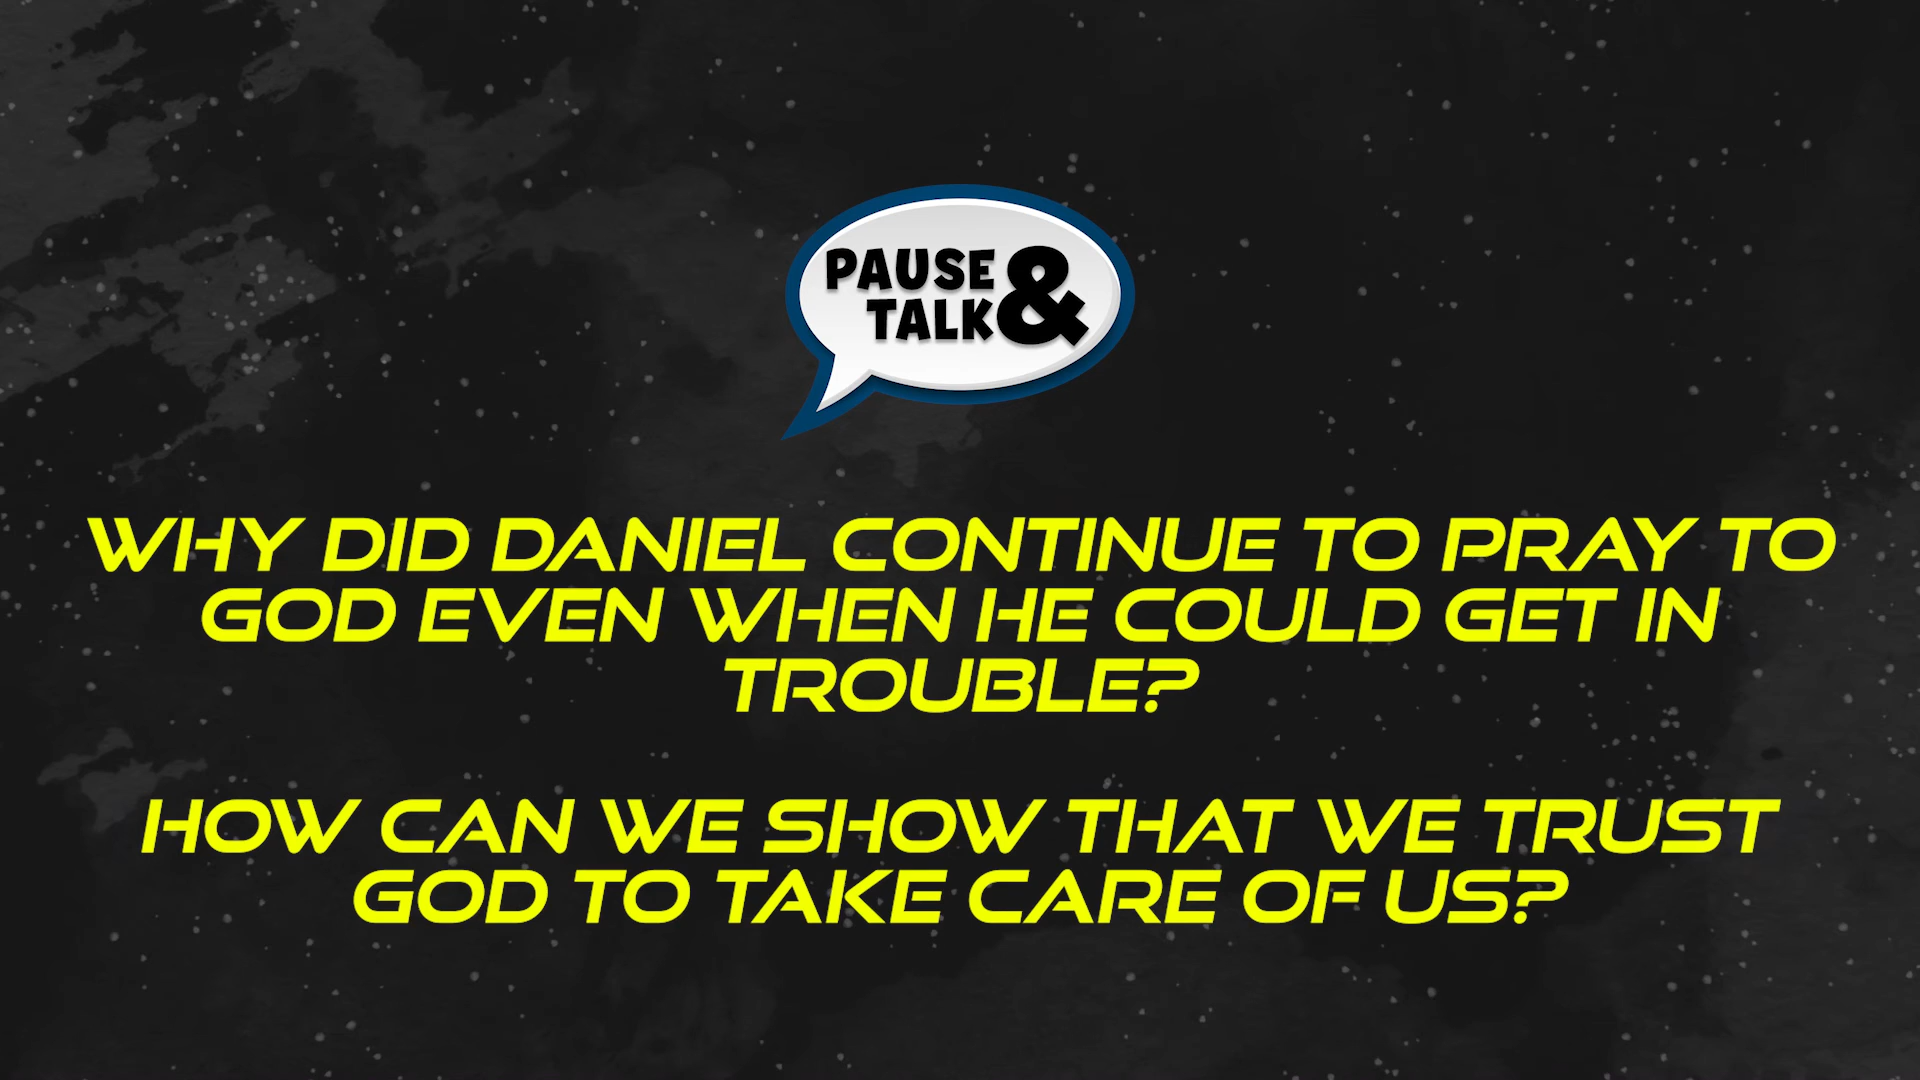 PAUSE &
TALK
WHY DID DANIEL CONTINUE TO PRAY TO
GOD EVEN WHEN HE COULD GET IN
TROUBLE?
HOW CAN WE SHOW THAT WE TRUST
GOD TO TAKE CARE OF US?